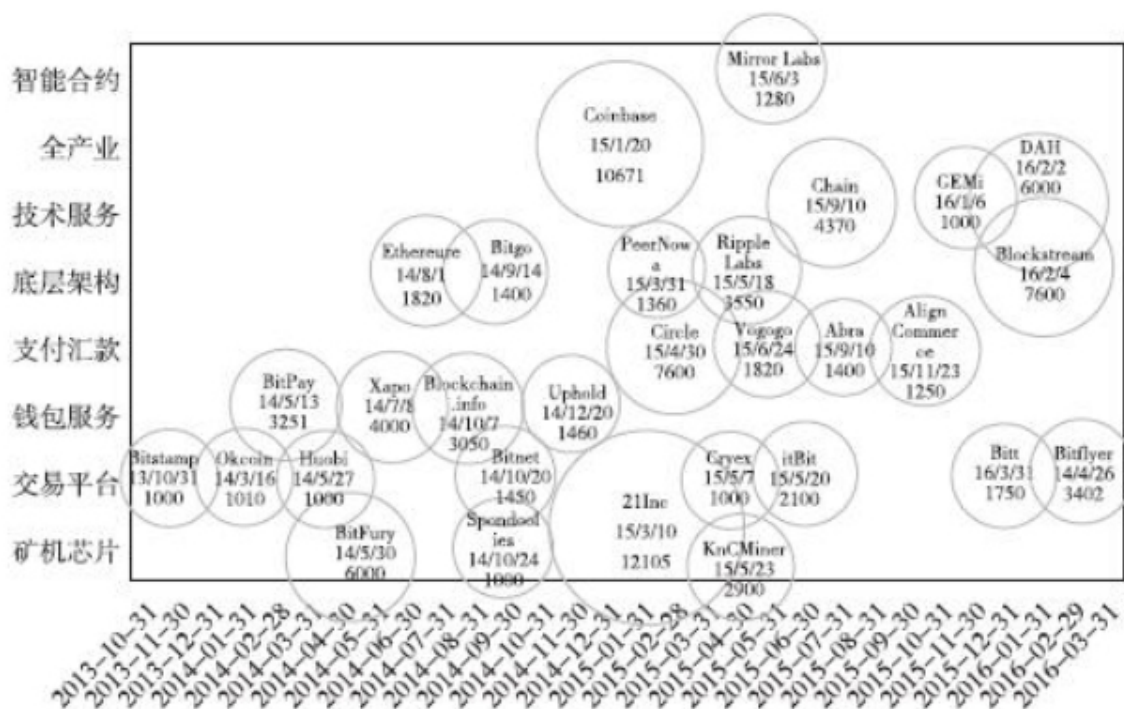 智能合约
全产业
技术服务
底层架构
支付汇款
钱包服务
交易平台
矿机芯片
Mirror Labs
15/6/3
1280
Coinbase
15/1/20
10671
DAH
16/2/2
6000
GEMi
16/1/6
1000
Chain
15/9/10
4370
Ethereure
14/8/1
1820
Bitgo
14/9/14
1400
PeerNow
a
15/3/31
1360
Ripple
Labs
15/5/18
3550
Blockstream
16/2/4
7600
Circle
15/4/30
7600
Vogogo
15/6/24
1820
Abra
15/9/10
1400
Align
Commer
ce
15/11/23
1250
BitPay
14/5/13
3251
Xapo
14/7/8
4000
Blockchain
.info
14/10/7
3050
Uphold
14/12/20
1460
Bitstamp
13/10/31
1000
Okcoin
14/3/16
1010
Huobi
14/5/27
1000
Bitnet
14/10/20
1450
Cryex
15/5/7
1000
itBit
15/5/20
2100
Bitt
16/3/31
1750
Bitflyer
14/4/26
3402
BitFury
14/5/30
6000
Spondool
ies
14/10/24
1000
21Inc
15/3/10
12105
KnCMiner
15/5/23
2900
2013-10-31
2013-11-30
2013-12-31
2014-01-31
2014-02-28
2014-03-31
2014-04-30
2014-05-31
2014-06-30
2014-07-31
2014-08-31
2014-09-30
2014-10-31
2014-11-30
2014-12-31
2015-01-31
2015-02-28
2015-03-31
2015-04-30
2015-05-31
2015-06-30
2015-07-31
2015-08-31
2015-09-30
2015-11-30
2015-12-31
2016-01-31
2016-02-29
2016-03-31